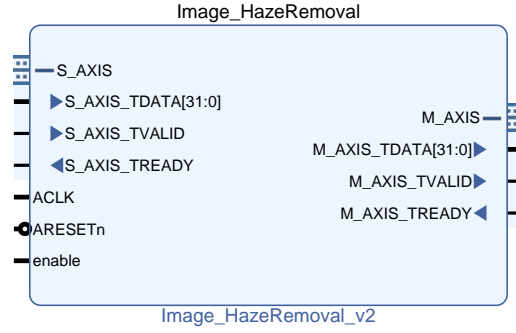 Image_HazeRemoval
S_AXIS
S_AXIS_TDATA[31:0]
S_AXIS_TVALID
S_AXIS_TREADY
ACLK
ARESETn
enable
M_AXIS
M_AXIS_TDATA[31:0]
M_AXIS_TVALID
M_AXIS_TREADY
Image_HazeRemoval_v2